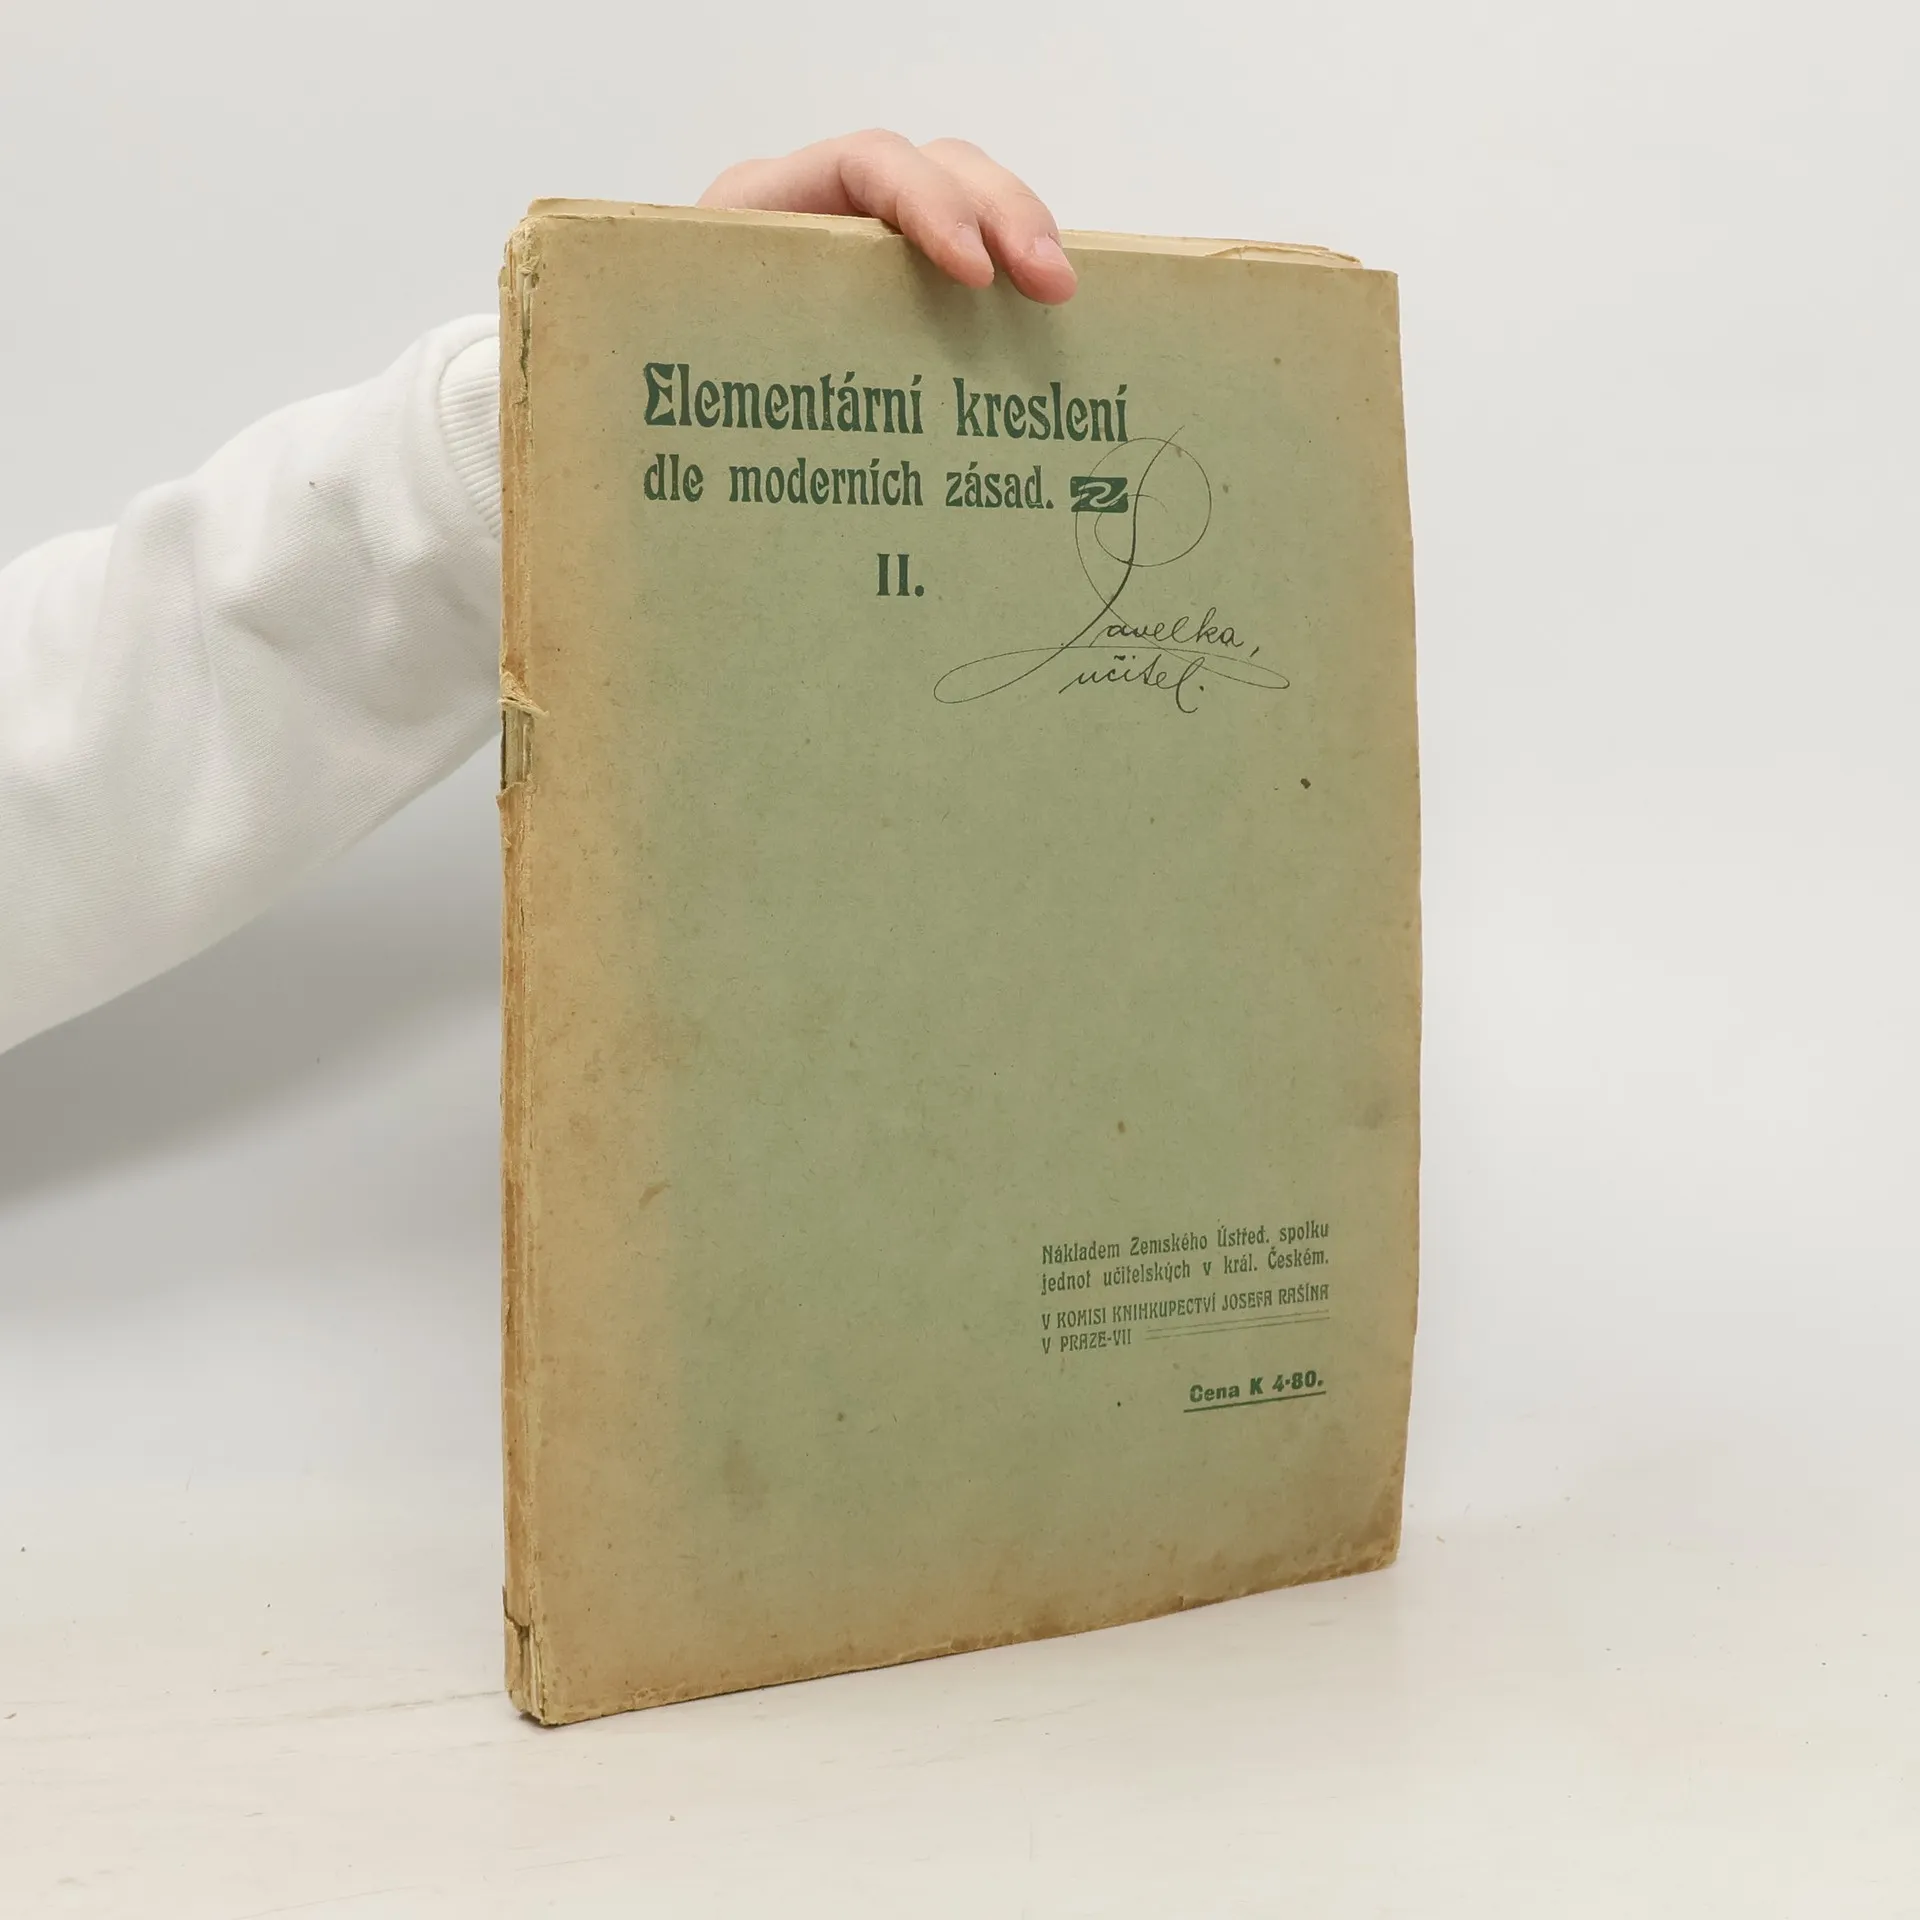 Elementární kreslení
dle moderních zásad.
II.
Pavelka,
učitel.
Nákladem Zemského Ústřed. spolku
jednot učitelských v král. Českém.
V KOMISI KNIHKUPECTVÍ JOSEFA RAŠÍNA
V PRAZE-VII
Cena K 4·80.